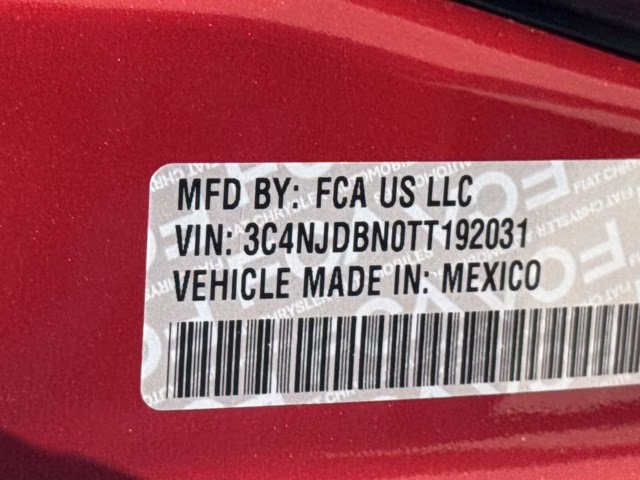 MFD BY: FCA US LLC
VIN: 3C4NJDBN0TT192031
VEHICLE MADE IN: MEXICO